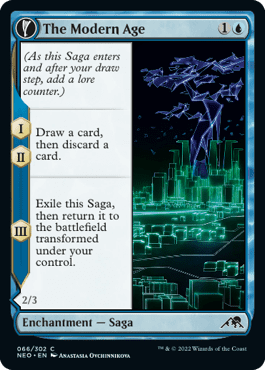 The Modern Age 1
(As this Saga enters
and after your draw
step, add a lore
counter.)
I
II
Draw a card,
then discard a
card.
III
Exile this Saga,
then return it to
the battlefield
transformed
under your
control.
2/3
Enchantment — Saga
066/302 C
NEO • EN Anastasia Ovchinnikova
™ & © 2022 Wizards of the Coast